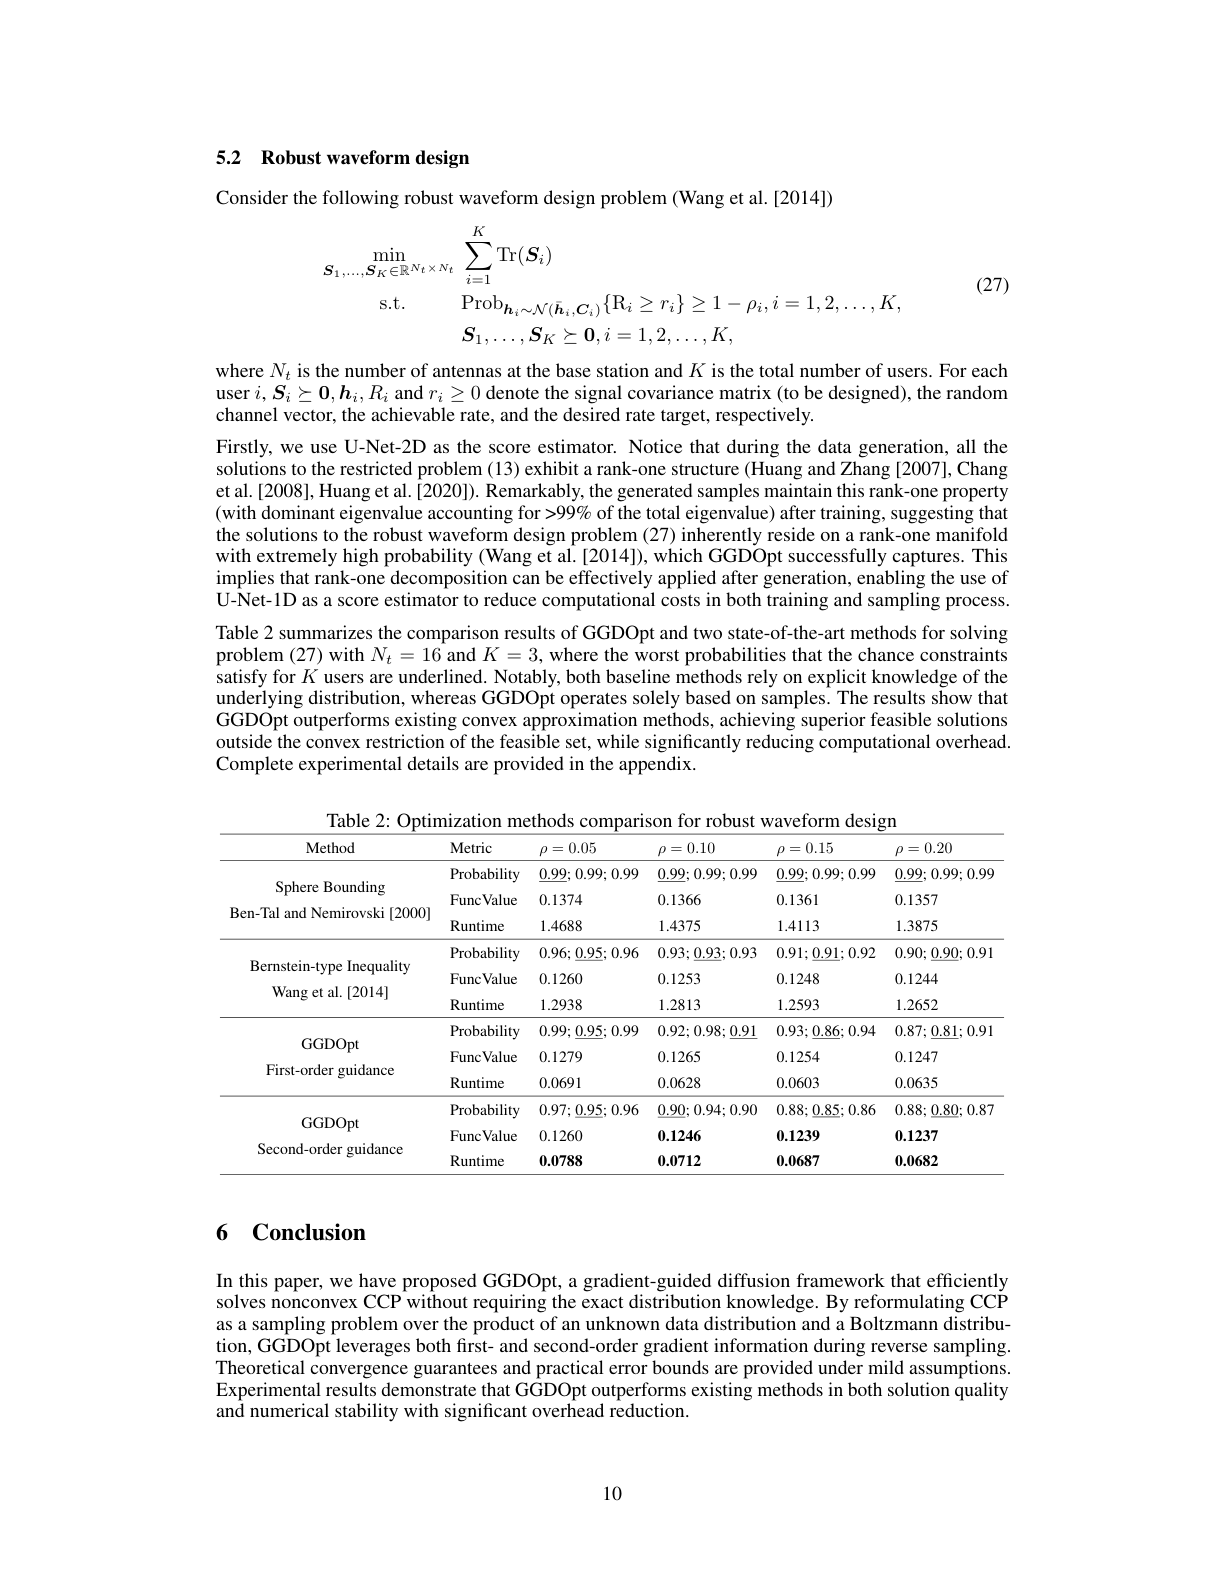 5.2 Robust waveform design
Consider the following robust waveform design problem (Wang et al. [2014])
min_{S_1,...,S_K∈ℝ^{N_t×N_t}} ∑_{i=1}^{K} Tr(S_i)
s.t. Prob_{h_i∼𝒩(h̄_i,C_i)}{R_i ≥ r_i} ≥ 1 − ρ_i, i = 1, 2, . . . , K,
(27)
S_1, . . . , S_K ⪰ 0, i = 1, 2, . . . , K,
where N_t is the number of antennas at the base station and K is the total number of users. For each
user i, S_i ⪰ 0, h_i, R_i and r_i ≥ 0 denote the signal covariance matrix (to be designed), the random
channel vector, the achievable rate, and the desired rate target, respectively.
Firstly, we use U-Net-2D as the score estimator. Notice that during the data generation, all the
solutions to the restricted problem (13) exhibit a rank-one structure (Huang and Zhang [2007], Chang
et al. [2008], Huang et al. [2020]). Remarkably, the generated samples maintain this rank-one property
(with dominant eigenvalue accounting for >99% of the total eigenvalue) after training, suggesting that
the solutions to the robust waveform design problem (27) inherently reside on a rank-one manifold
with extremely high probability (Wang et al. [2014]), which GGDOpt successfully captures. This
implies that rank-one decomposition can be effectively applied after generation, enabling the use of
U-Net-1D as a score estimator to reduce computational costs in both training and sampling process.
Table 2 summarizes the comparison results of GGDOpt and two state-of-the-art methods for solving
problem (27) with N_t = 16 and K = 3, where the worst probabilities that the chance constraints
satisfy for K users are underlined. Notably, both baseline methods rely on explicit knowledge of the
underlying distribution, whereas GGDOpt operates solely based on samples. The results show that
GGDOpt outperforms existing convex approximation methods, achieving superior feasible solutions
outside the convex restriction of the feasible set, while significantly reducing computational overhead.
Complete experimental details are provided in the appendix.
Table 2: Optimization methods comparison for robust waveform design
Method Metric ρ = 0.05 ρ = 0.10 ρ = 0.15 ρ = 0.20
Sphere Bounding
Ben-Tal and Nemirovski [2000]
Probability 0.99; 0.99; 0.99 0.99; 0.99; 0.99 0.99; 0.99; 0.99 0.99; 0.99; 0.99
FuncValue 0.1374 0.1366 0.1361 0.1357
Runtime 1.4688 1.4375 1.4113 1.3875
Bernstein-type Inequality
Wang et al. [2014]
Probability 0.96; 0.95; 0.96 0.93; 0.93; 0.93 0.91; 0.91; 0.92 0.90; 0.90; 0.91
FuncValue 0.1260 0.1253 0.1248 0.1244
Runtime 1.2938 1.2813 1.2593 1.2652
GGDOpt
First-order guidance
Probability 0.99; 0.95; 0.99 0.92; 0.98; 0.91 0.93; 0.86; 0.94 0.87; 0.81; 0.91
FuncValue 0.1279 0.1265 0.1254 0.1247
Runtime 0.0691 0.0628 0.0603 0.0635
GGDOpt
Second-order guidance
Probability 0.97; 0.95; 0.96 0.90; 0.94; 0.90 0.88; 0.85; 0.86 0.88; 0.80; 0.87
FuncValue 0.1260 0.1246 0.1239 0.1237
Runtime 0.0788 0.0712 0.0687 0.0682
6 Conclusion
In this paper, we have proposed GGDOpt, a gradient-guided diffusion framework that efficiently
solves nonconvex CCP without requiring the exact distribution knowledge. By reformulating CCP
as a sampling problem over the product of an unknown data distribution and a Boltzmann distribu-
tion, GGDOpt leverages both first- and second-order gradient information during reverse sampling.
Theoretical convergence guarantees and practical error bounds are provided under mild assumptions.
Experimental results demonstrate that GGDOpt outperforms existing methods in both solution quality
and numerical stability with significant overhead reduction.
10